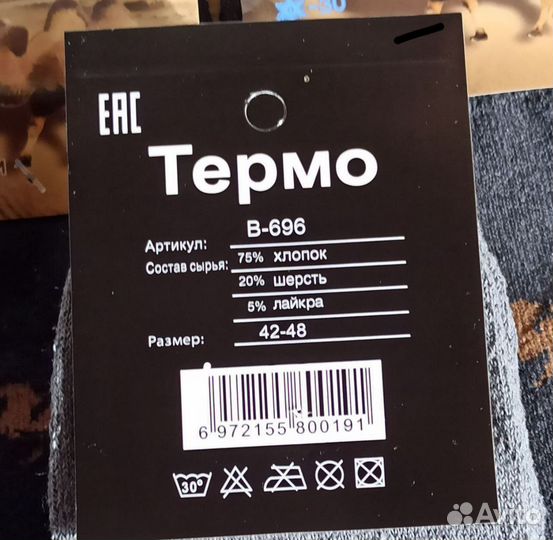 -30
EAC
Термо
Артикул: B-696
Состав сырья: 75% хлопок
20% шерсть
5% лайкра
Размер: 42-48
6 972155 800191
30°
Avito